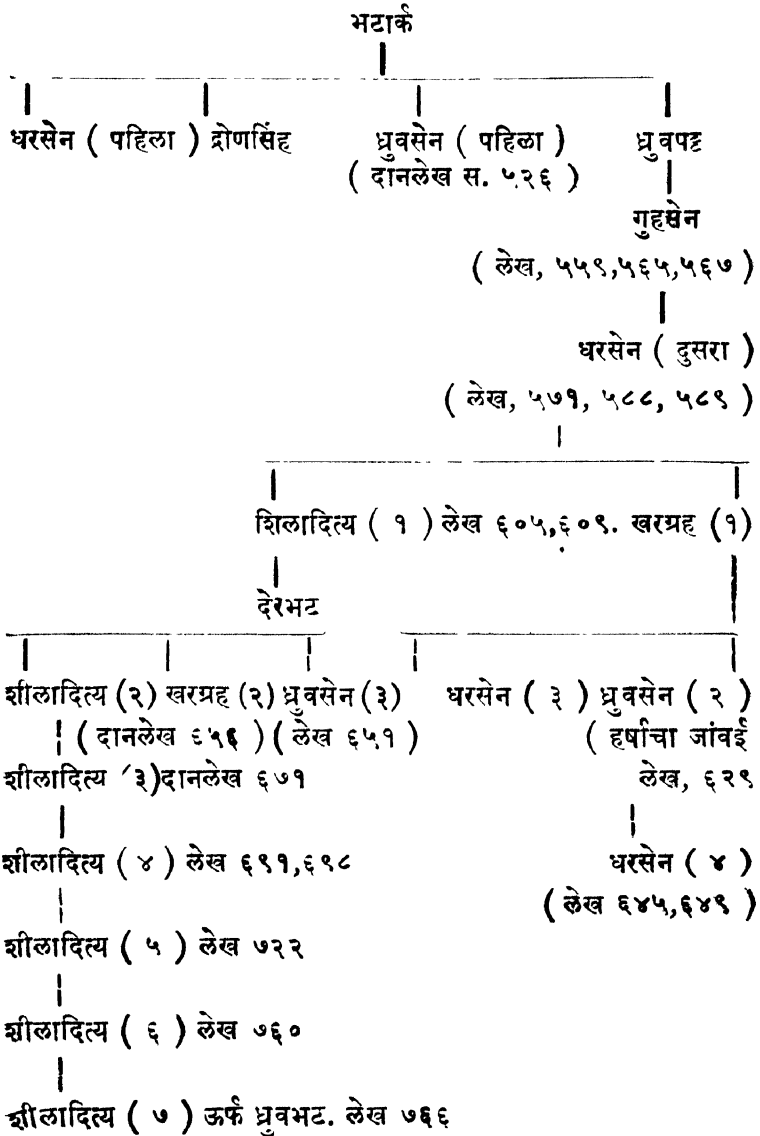 भटार्क
धरसेन ( पहिला ) द्रोणसिंह ध्रुवसेन ( पहिला ) ध्रुवपट्ट
( दानलेख स. ५२६ )
गुहसेन
( लेख, ५५९,५६५,५६७ )
धरसेन ( दुसरा )
( लेख, ५७१, ५८८, ५८९ )
शिलादित्य ( १ ) लेख ६०५,६०९. खरग्रह (१)
देरभट
शीलादित्य (२) खरग्रह (२) ध्रुवसेन (३) धरसेन ( ३ ) ध्रुवसेन ( २ )
( दानलेख ६५६ ) ( लेख ६५१ ) ( हर्षाचा जांवई
शीलादित्य (३)दानलेख ६७१ लेख, ६२९
शीलादित्य ( ४ ) लेख ६९१,६९८ धरसेन ( ४ )
( लेख ६४५,६४९ )
शीलादित्य ( ५ ) लेख ७२२
शीलादित्य ( ६ ) लेख ७६०
शीलादित्य ( ७ ) ऊर्फ ध्रुवभट. लेख ७६६